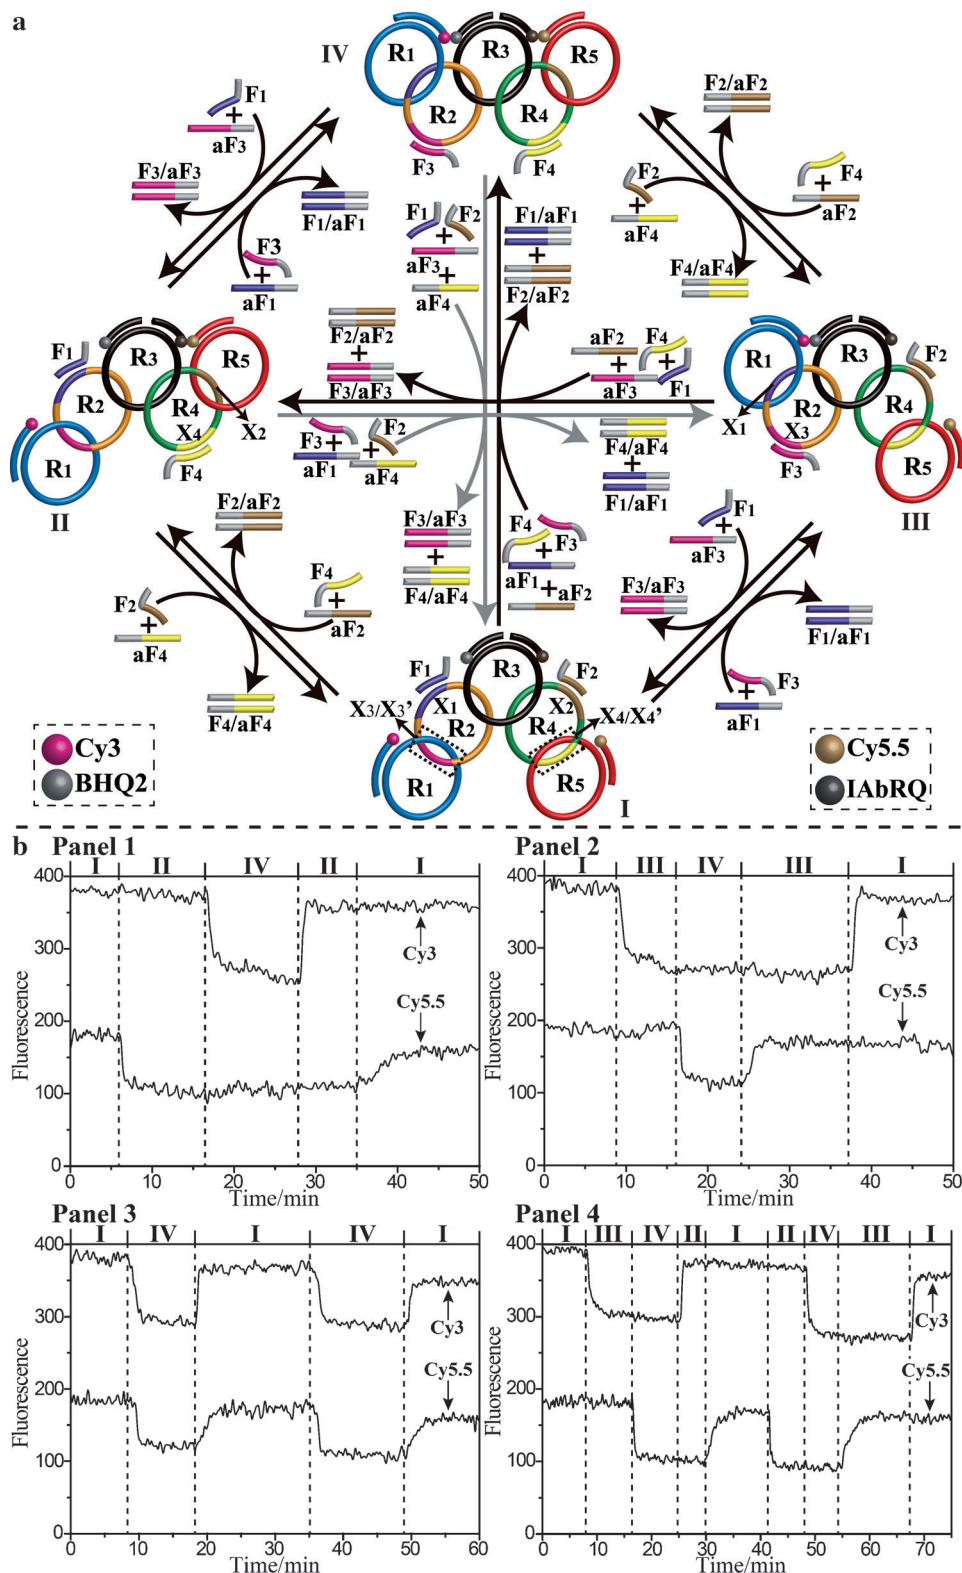 a
IV
R1
R3
R5
R2
R4
F3
F4
F1
+
aF3
F3/aF3
F1/aF1
F3
+
aF1
F2/aF2
F2
+
aF4
F4
+
aF2
F4/aF4
F1
F2
+
aF3
+
aF4
F1/aF1
+
F2/aF2
F2/aF2
+
F3/aF3
aF2
F4
+
+
aF3
F1
F3
+
aF1
+
F2
aF4
F4/aF4
+
F1/aF1
F1
R3
R5
R2
R4
X4
X2
R1
F4
II
R1
R3
F2
R2
R4
X1
X3
F3
R5
III
F2/aF2
F2
+
aF4
F4
+
aF2
F4/aF4
F3/aF3
+
F4/aF4
F4
F3
+
aF1
+
aF2
F1
+
aF3
F3/aF3
F1/aF1
F3
+
aF1
F1
R3
F2
X3/X3'
X1
R2
X2
R4
X4/X4'
R1
R5
I
Cy3
BHQ2
Cy5.5
IAbRQ
b
Panel 1
I II IV II I
400
300
200
100
0
Fluorescence
Cy3
Cy5.5
0 10 20 30 40 50
Time/min
Panel 2
I III IV III I
400
300
200
100
0
Fluorescence
Cy3
Cy5.5
0 10 20 30 40 50
Time/min
Panel 3
I IV I IV I
400
300
200
100
0
Fluorescence
Cy3
Cy5.5
0 10 20 30 40 50 60
Time/min
Panel 4
I III IV II I II IV III I
400
300
200
100
0
Fluorescence
Cy3
Cy5.5
0 10 20 30 40 50 60 70
Time/min